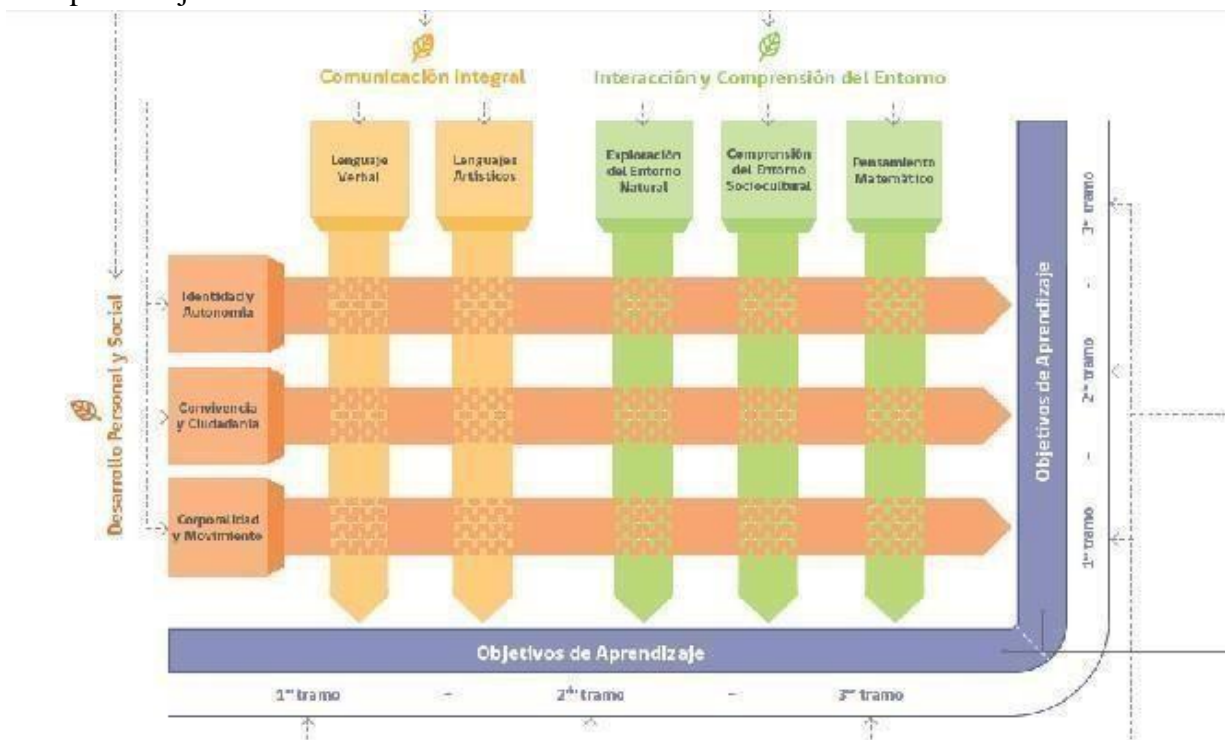 Comunicación Integral
Interacción y Comprensión del Entorno
Lenguaje
Verbal
Lenguajes
Artísticos
Exploración
del Entorno
Natural
Comprensión
del Entorno
Sociocultural
Pensamiento
Matemático
Desarrollo Personal y Social
Identidad y
Autonomía
Convivencia
y Ciudadanía
Corporalidad
y Movimiento
Objetivos de Aprendizaje
3er tramo
-
2do tramo
-
1er tramo
Objetivos de Aprendizaje
1er tramo - 2do tramo - 3er tramo